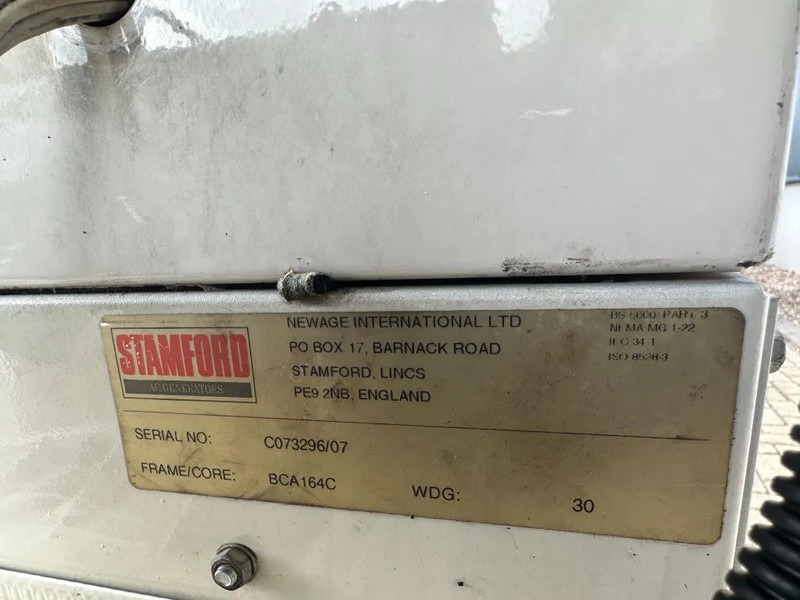 STAMFORD
AC GENERATORS
NEWAGE INTERNATIONAL LTD
PO BOX 17, BARNACK ROAD
STAMFORD, LINCS
PE9 2NB, ENGLAND
BS 5000 PART 3
NEMA MG 1-22
IEC 34-1
ISO 8528-3
SERIAL NO: C073296/07
FRAME/CORE: BCA164C WDG: 30